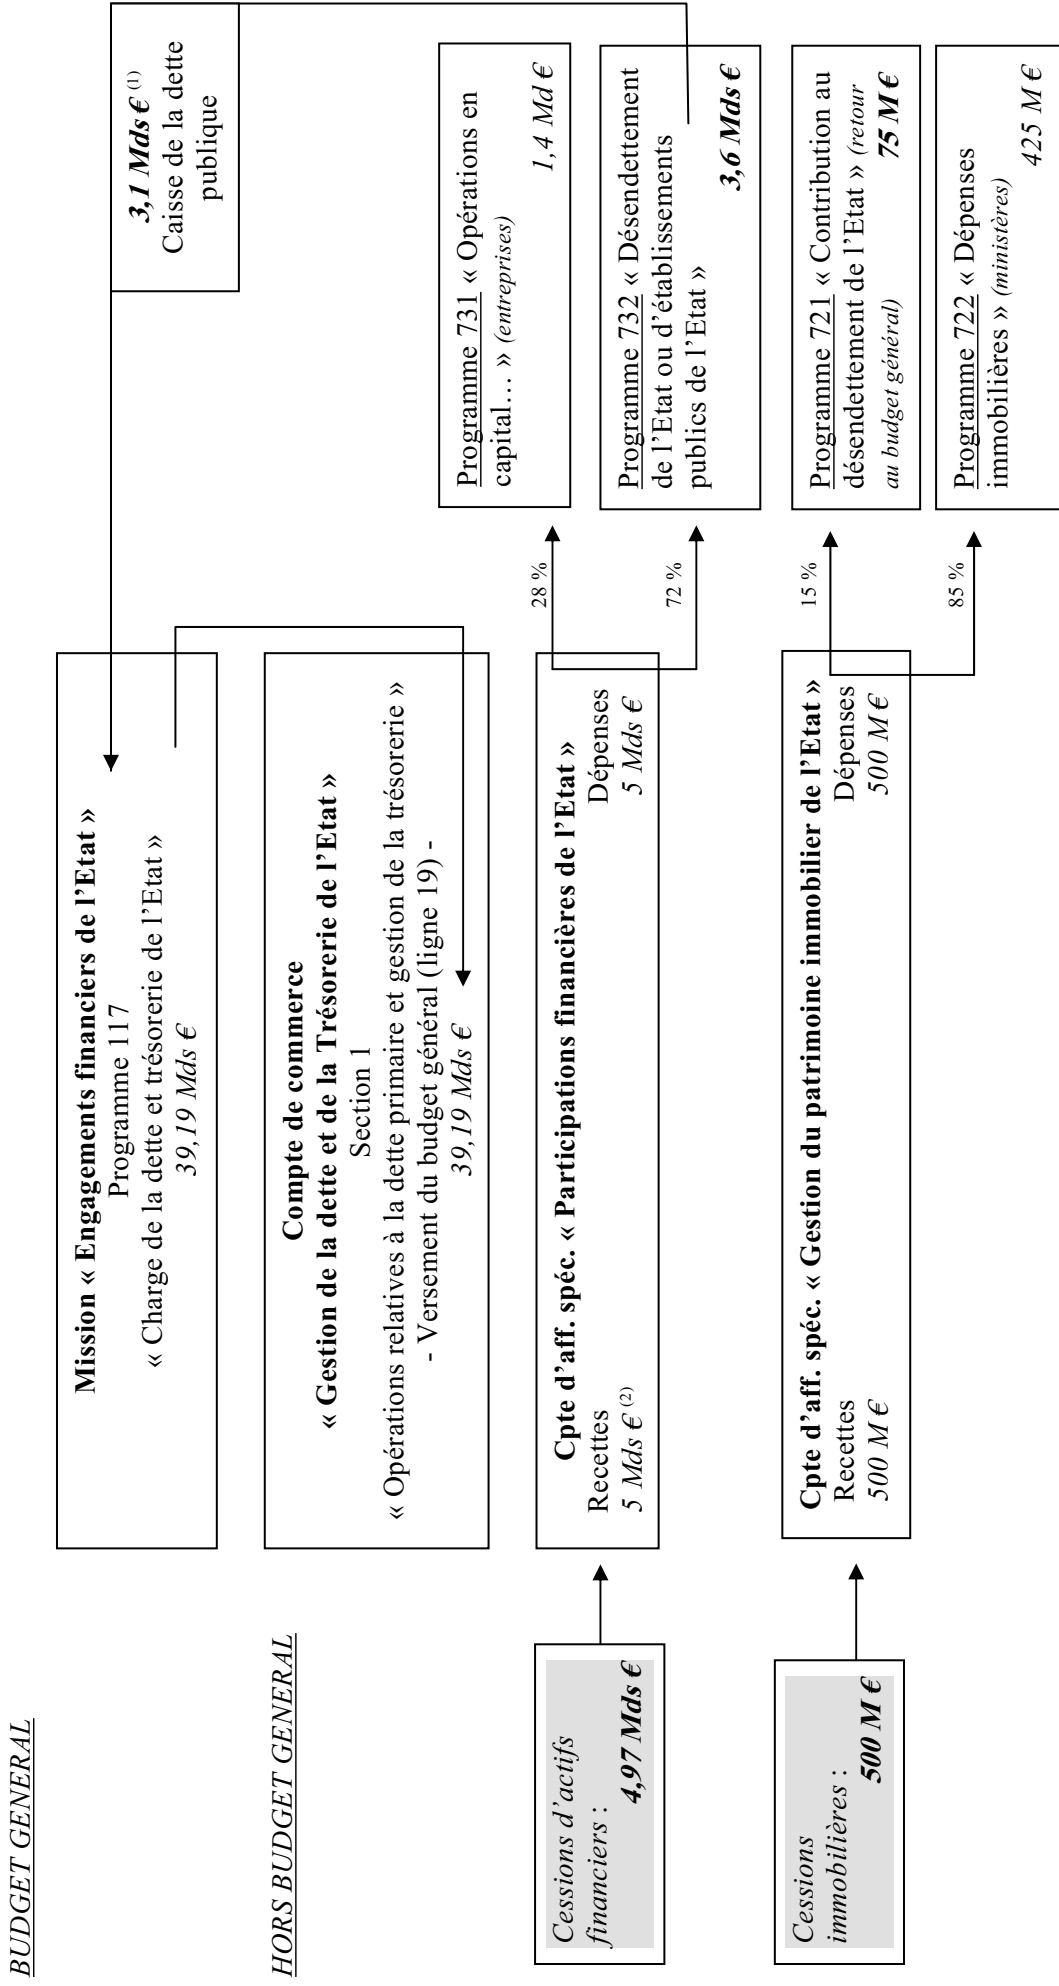 BUDGET GENERAL
Mission « Engagements financiers de l’Etat »
Programme 117
« Charge de la dette et trésorerie de l’Etat »
39,19 Mds €
3,1 Mds € (1)
Caisse de la dette
publique
HORS BUDGET GENERAL
Compte de commerce
« Gestion de la dette et de la Trésorerie de l’Etat »
Section 1
« Opérations relatives à la dette primaire et gestion de la trésorerie »
- Versement du budget général (ligne 19) -
39,19 Mds €
Cessions d’actifs
financiers :
4,97 Mds €
Cpte d’aff. spéc. « Participations financières de l’Etat »
Recettes Dépenses
5 Mds € (2) 5 Mds €
28 %
72 %
Programme 731 « Opérations en
capital… » (entreprises)
1,4 Md €
Programme 732 « Désendettement
de l’Etat ou d’établissements
publics de l’Etat »
3,6 Mds €
Cessions
immobilières :
500 M €
Cpte d’aff. spéc. « Gestion du patrimoine immobilier de l’Etat »
Recettes Dépenses
500 M € 500 M €
15 %
85 %
Programme 721 « Contribution au
désendettement de l’Etat » (retour
au budget général) 75 M €
Programme 722 « Dépenses
immobilières » (ministères)
425 M €